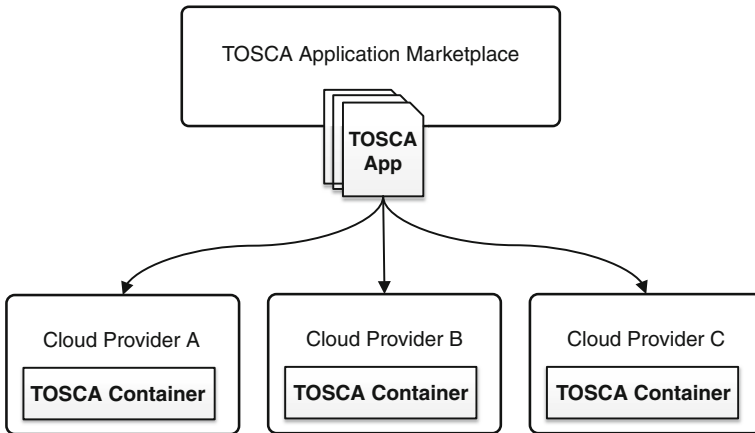 TOSCA Application Marketplace
TOSCA
App
Cloud Provider A
TOSCA Container
Cloud Provider B
TOSCA Container
Cloud Provider C
TOSCA Container